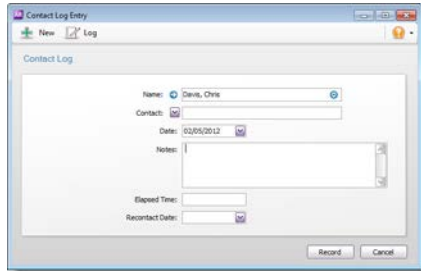 Contact Log Entry
New Log
Contact Log
Name: Davis, Chris
Contact:
Date: 02/05/2012
Notes:
Elapsed Time:
Recontact Date:
Record Cancel